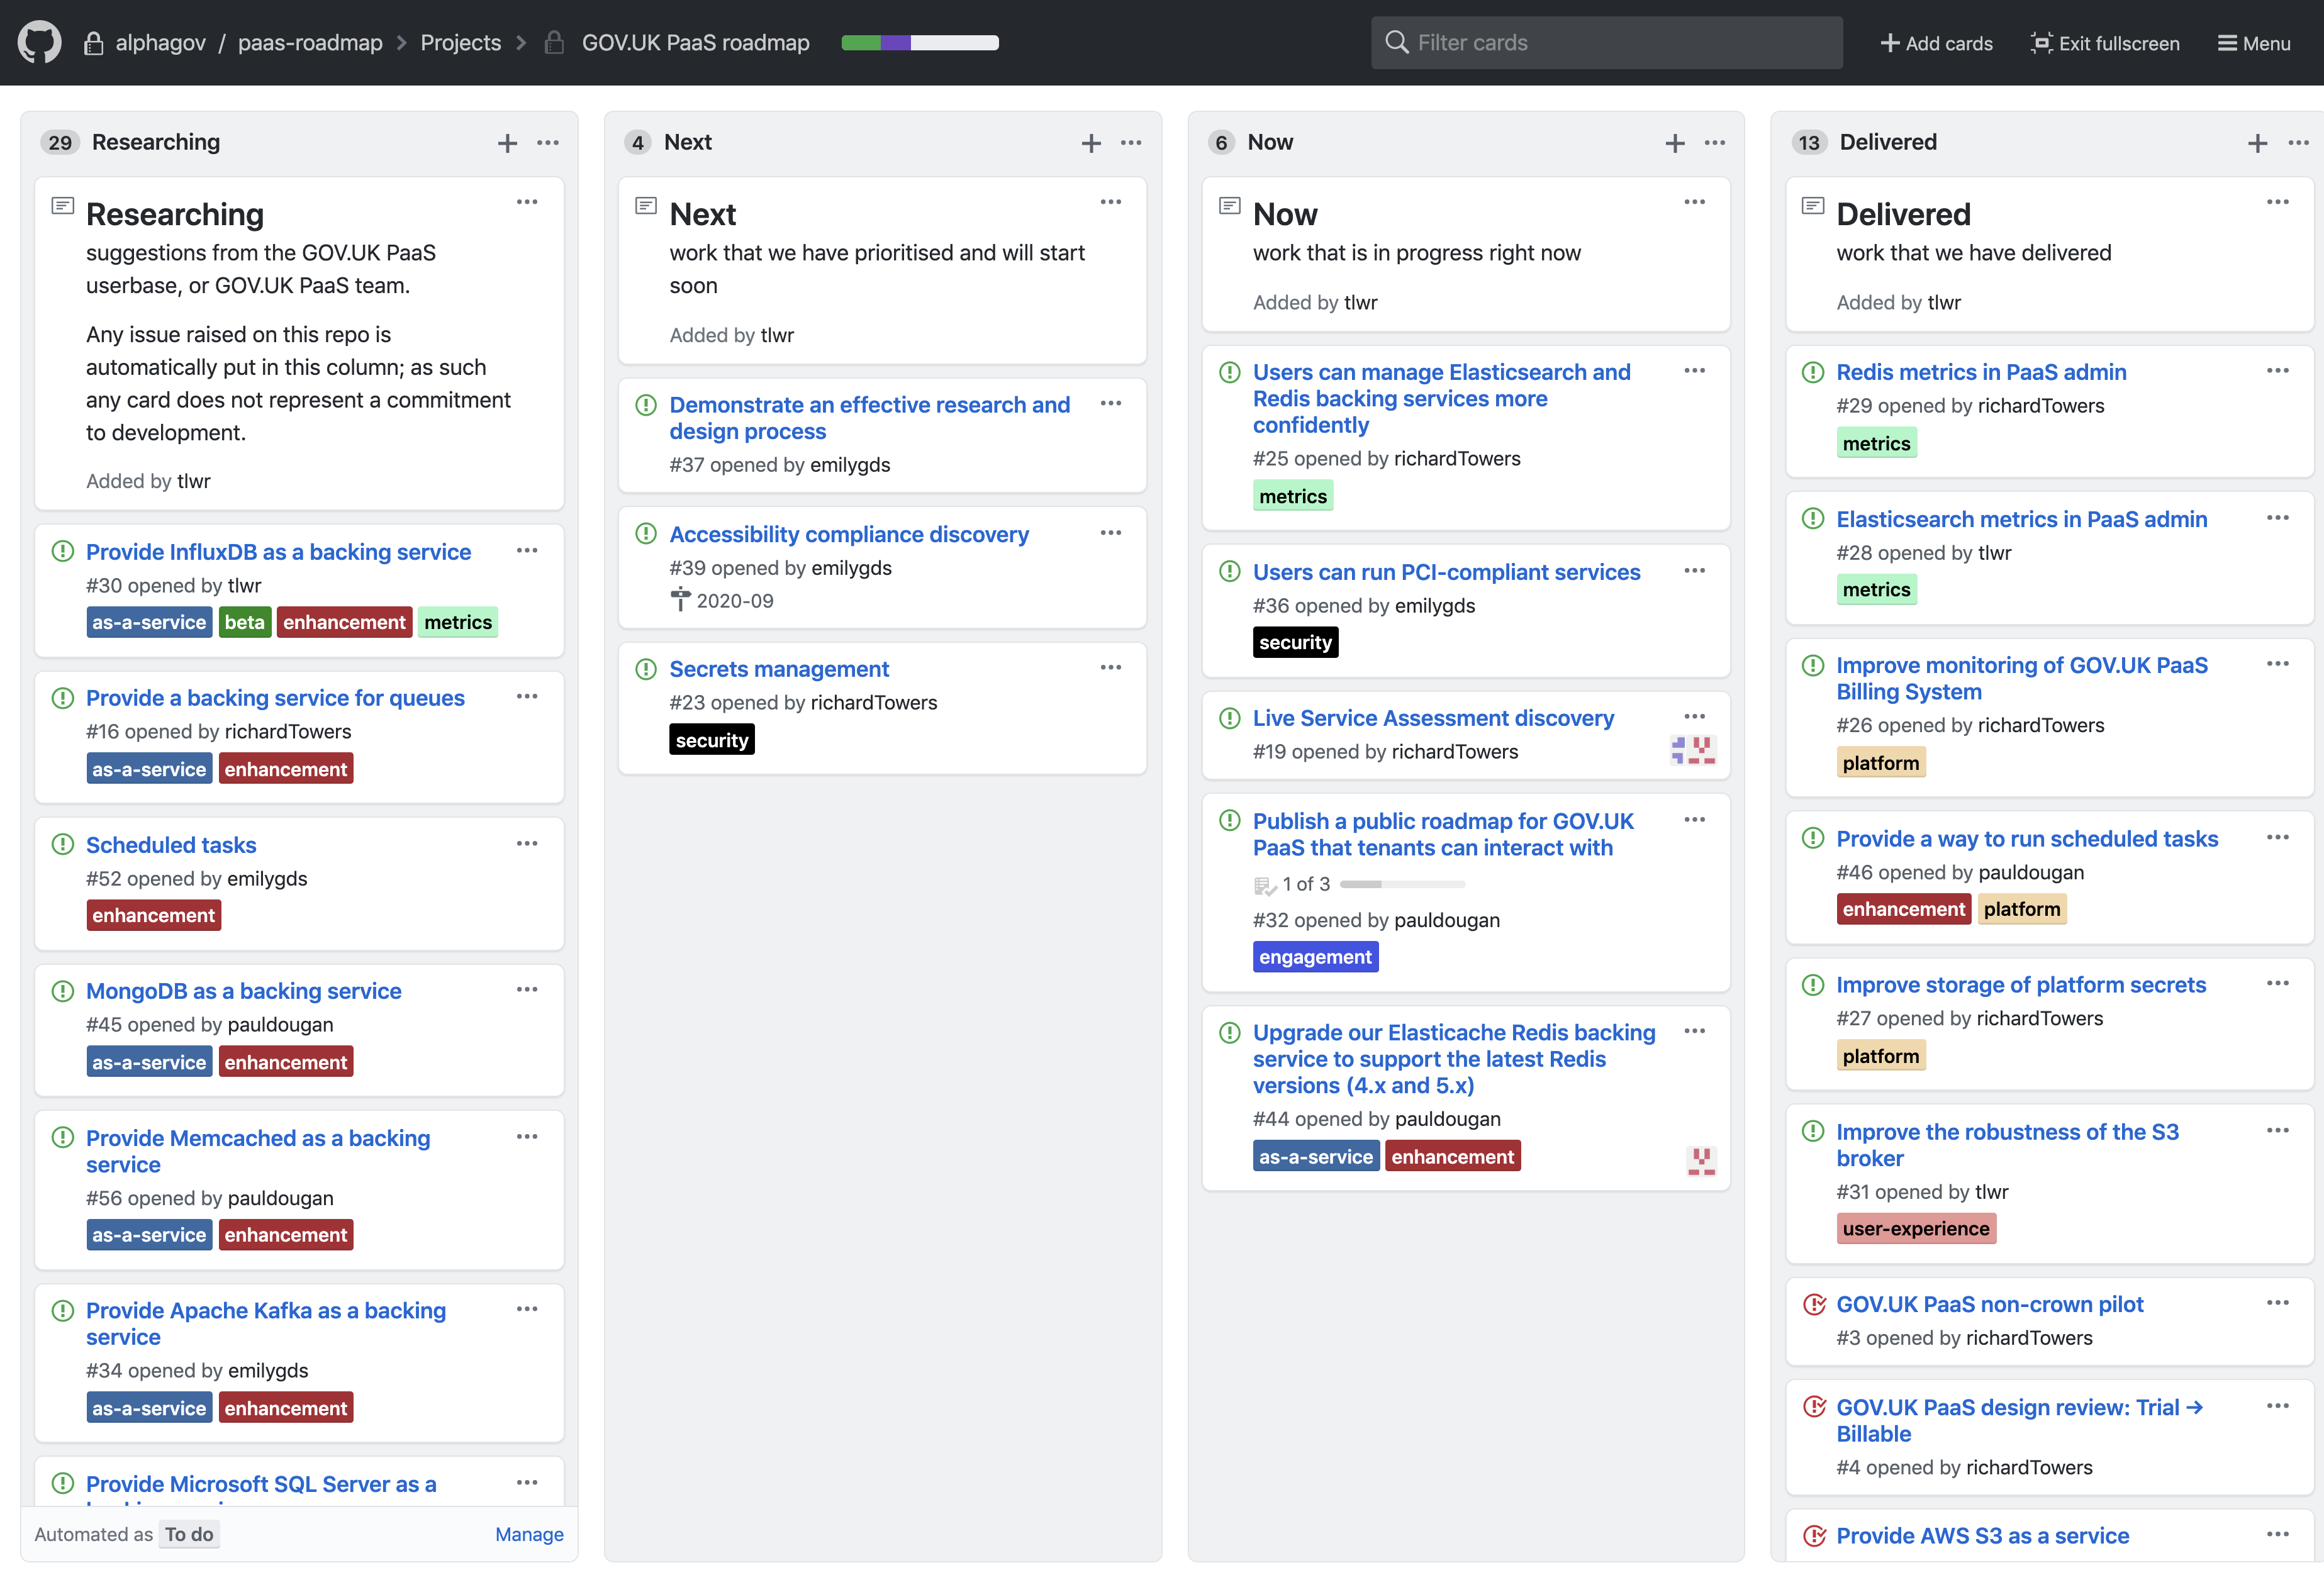 alphagov / paas-roadmap Projects GOV.UK PaaS roadmap
Filter cards
Add cards
Exit fullscreen
Menu
29 Researching
Researching
suggestions from the GOV.UK PaaS
userbase, or GOV.UK PaaS team.
Any issue raised on this repo is
automatically put in this column; as such
any card does not represent a commitment
to development.
Added by tlwr
Provide InfluxDB as a backing service
#30 opened by tlwr
as-a-service beta enhancement metrics
Provide a backing service for queues
#16 opened by richardTowers
as-a-service enhancement
Scheduled tasks
#52 opened by emilygds
enhancement
MongoDB as a backing service
#45 opened by pauldougan
as-a-service enhancement
Provide Memcached as a backing
service
#56 opened by pauldougan
as-a-service enhancement
Provide Apache Kafka as a backing
service
#34 opened by emilygds
as-a-service enhancement
Provide Microsoft SQL Server as a
Automated as To do
Manage
4 Next
Next
work that we have prioritised and will start
soon
Added by tlwr
Demonstrate an effective research and
design process
#37 opened by emilygds
Accessibility compliance discovery
#39 opened by emilygds
2020-09
Secrets management
#23 opened by richardTowers
security
6 Now
Now
work that is in progress right now
Added by tlwr
Users can manage Elasticsearch and
Redis backing services more
confidently
#25 opened by richardTowers
metrics
Users can run PCI-compliant services
#36 opened by emilygds
security
Live Service Assessment discovery
#19 opened by richardTowers
Publish a public roadmap for GOV.UK
PaaS that tenants can interact with
1 of 3
#32 opened by pauldougan
engagement
Upgrade our Elasticache Redis backing
service to support the latest Redis
versions (4.x and 5.x)
#44 opened by pauldougan
as-a-service enhancement
13 Delivered
Delivered
work that we have delivered
Added by tlwr
Redis metrics in PaaS admin
#29 opened by richardTowers
metrics
Elasticsearch metrics in PaaS admin
#28 opened by tlwr
metrics
Improve monitoring of GOV.UK PaaS
Billing System
#26 opened by richardTowers
platform
Provide a way to run scheduled tasks
#46 opened by pauldougan
enhancement platform
Improve storage of platform secrets
#27 opened by richardTowers
platform
Improve the robustness of the S3
broker
#31 opened by tlwr
user-experience
GOV.UK PaaS non-crown pilot
#3 opened by richardTowers
GOV.UK PaaS design review: Trial →
Billable
#4 opened by richardTowers
Provide AWS S3 as a service